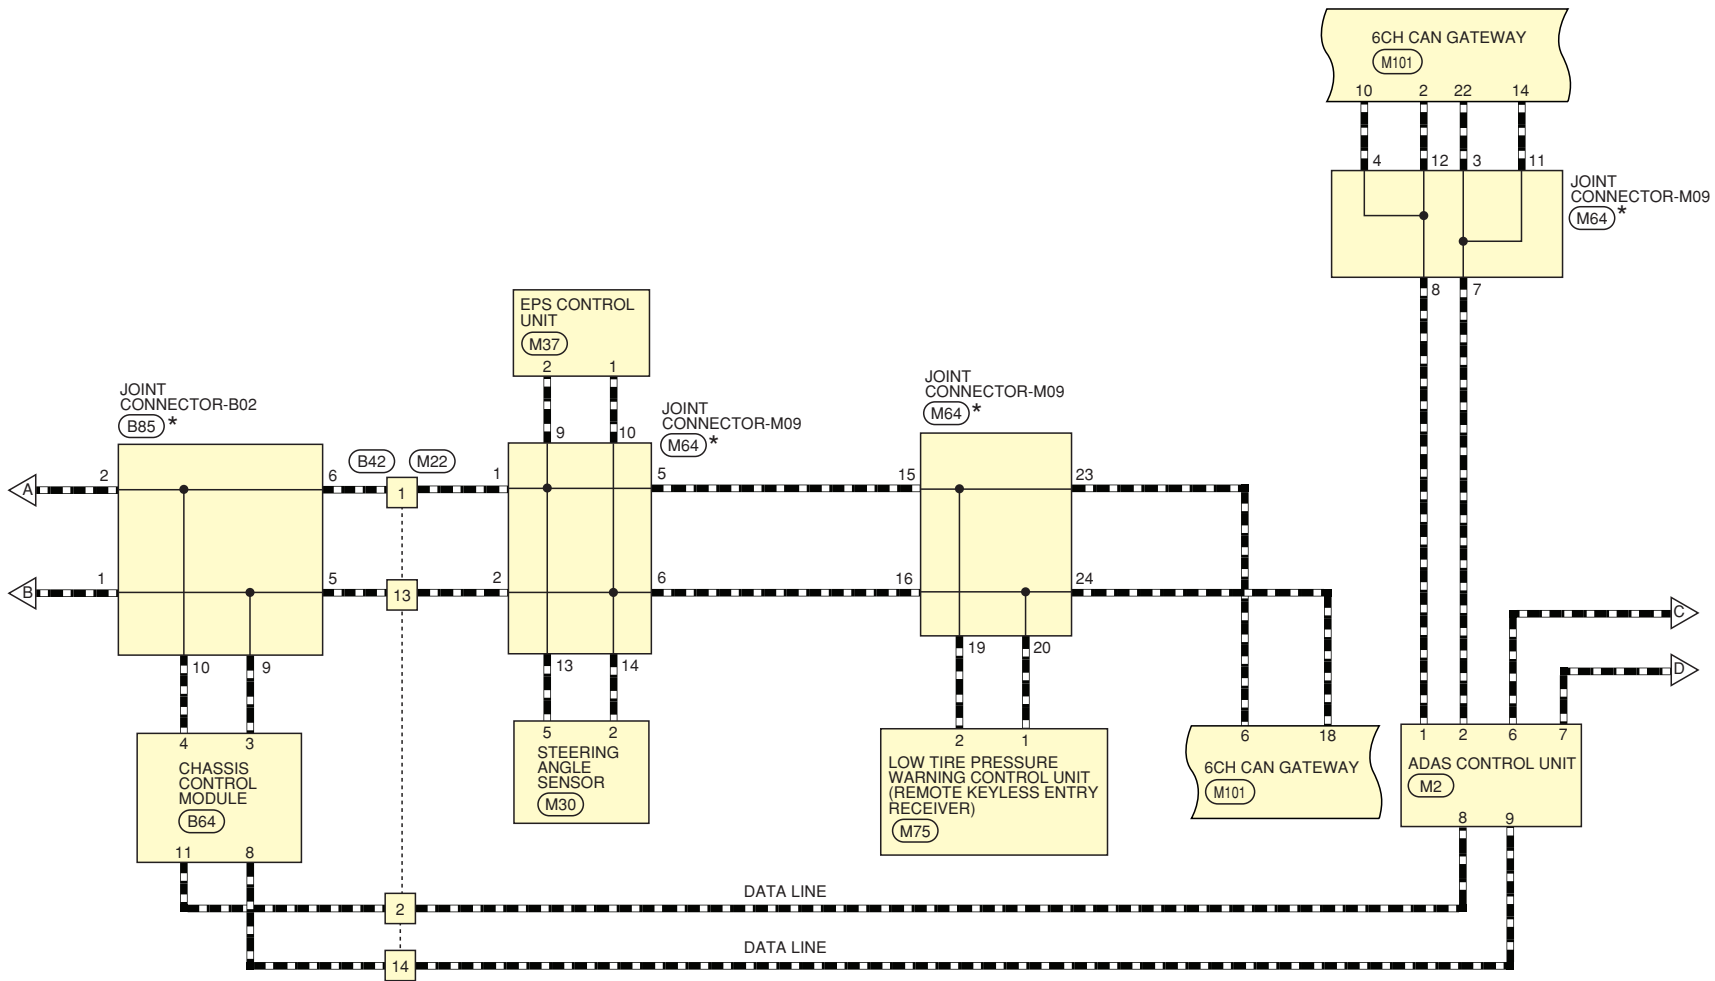 6CH CAN GATEWAY
M101
10 2 22 14
4 12 3 11
JOINT
CONNECTOR-M09
M64 *
8 7
EPS CONTROL
UNIT
M37
2 1
JOINT
CONNECTOR-B02
B85 *
JOINT
CONNECTOR-M09
M64 *
JOINT
CONNECTOR-M09
M64 *
9 10
B42 M22
A 2 6 1 1 5 15 23
B 1 5 13 2 6 16 24
C
D
10 9
13 14
19 20
4 3
CHASSIS
CONTROL
MODULE
B64
11 8
5 2
STEERING
ANGLE
SENSOR
M30
2 1
LOW TIRE PRESSURE
WARNING CONTROL UNIT
(REMOTE KEYLESS ENTRY
RECEIVER)
M75
6 18
6CH CAN GATEWAY
M101
1 2 6 7
ADAS CONTROL UNIT
M2
8 9
DATA LINE
2
DATA LINE
14